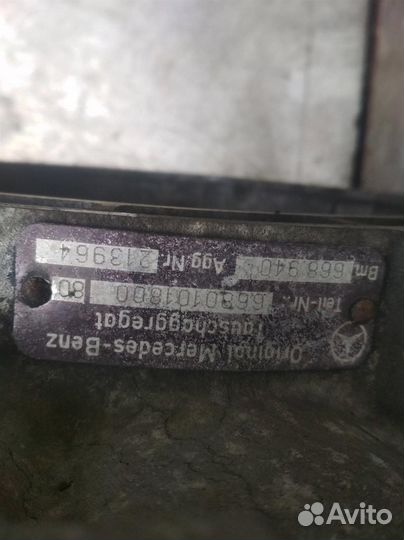 Original Mercedes-Benz
Tauschaggregat
Teil-Nr. 6680101800 80
Bm 668.940 Agg.Nr. 213964
Avito